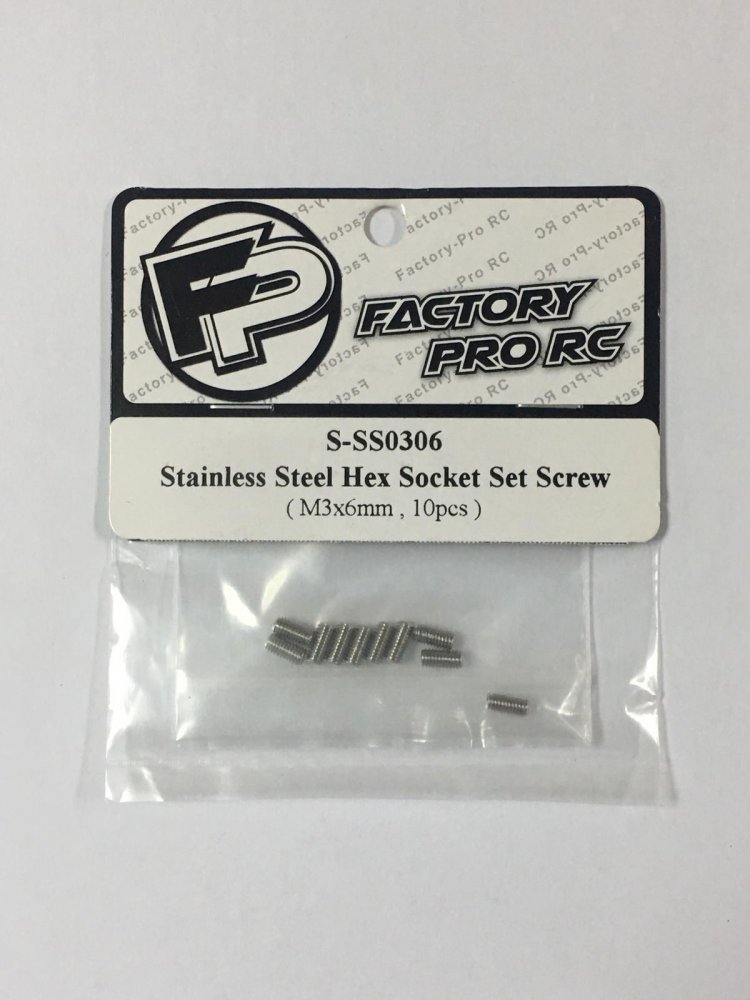 Factory-Pro RC
FP
FACTORY
PRO RC
S-SS0306
Stainless Steel Hex Socket Set Screw
( M3x6mm , 10pcs )